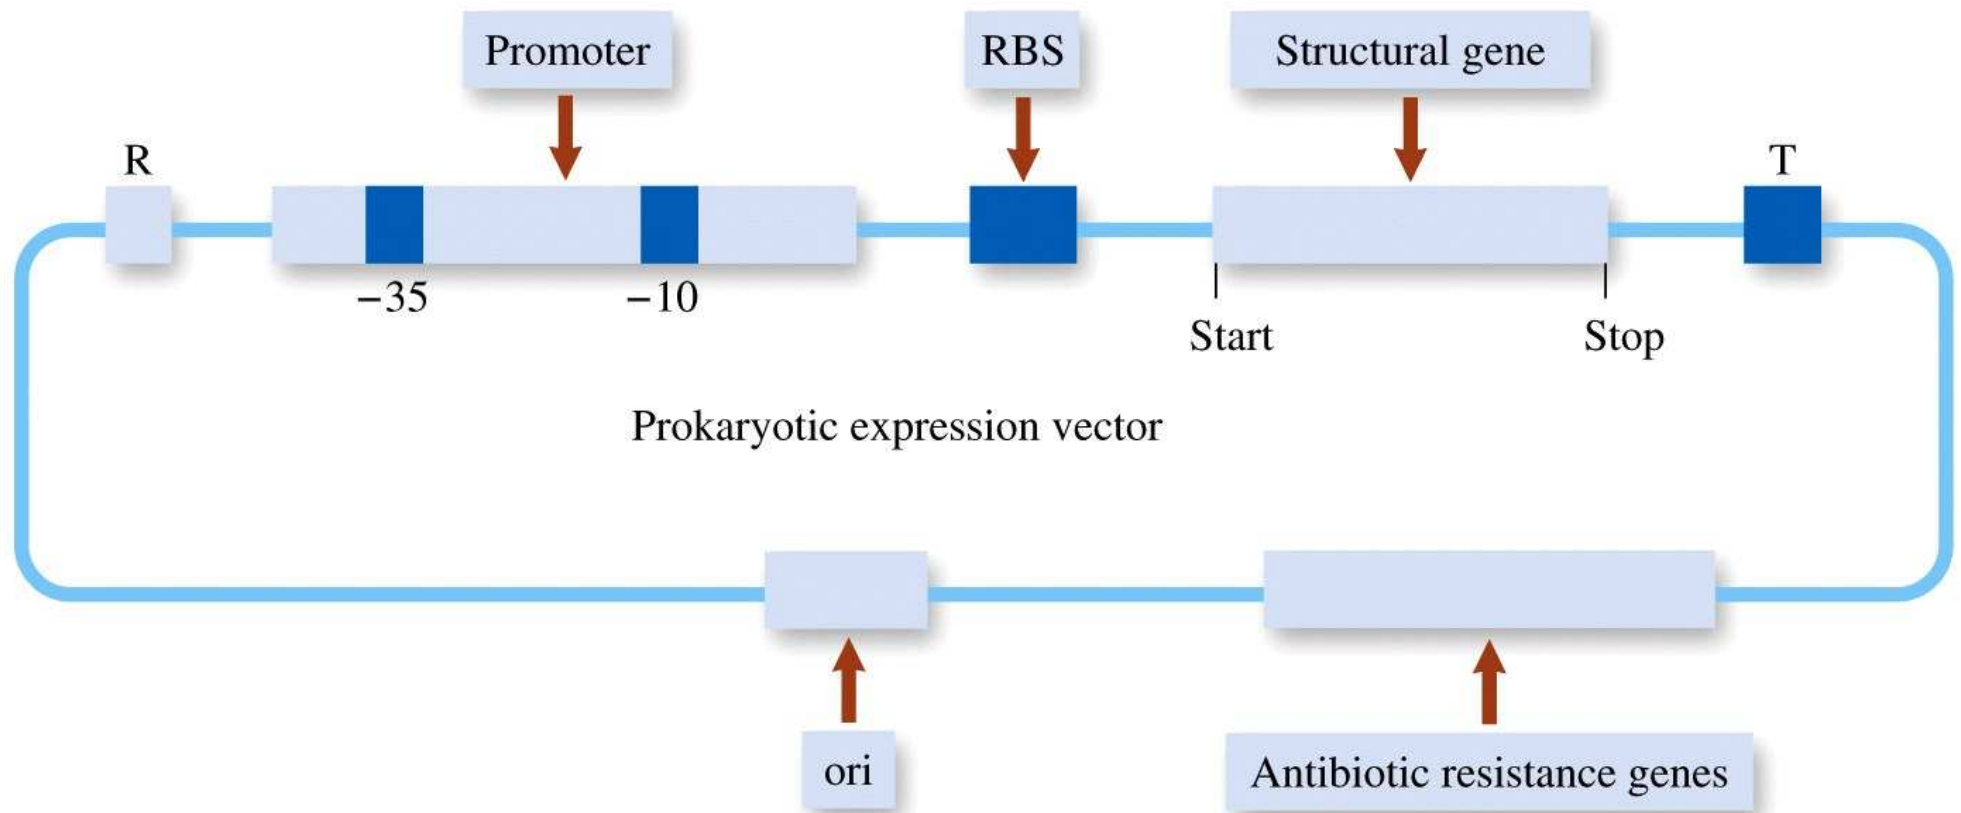 Promoter
RBS
Structural gene
R
T
−35
−10
Start
Stop
Prokaryotic expression vector
ori
Antibiotic resistance genes